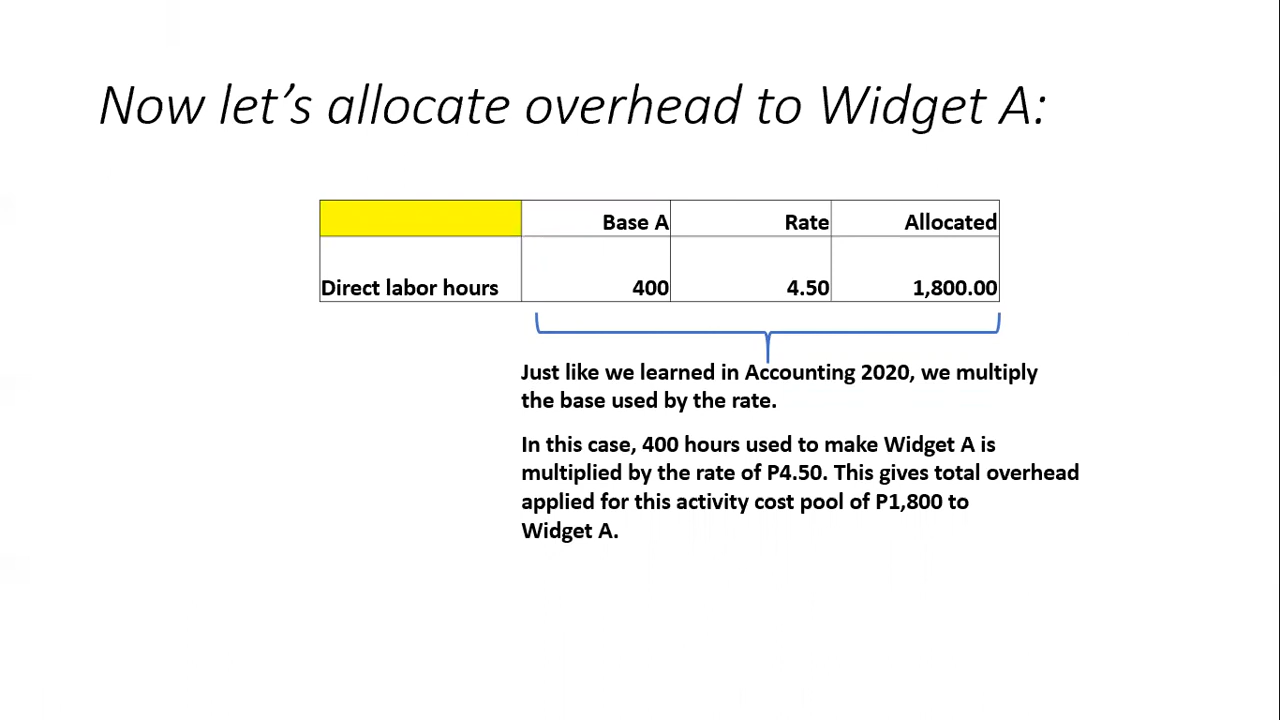 Now let’s allocate overhead to Widget A:
Base A Rate Allocated
Direct labor hours 400 4.50 1,800.00
Just like we learned in Accounting 2020, we multiply
the base used by the rate.
In this case, 400 hours used to make Widget A is
multiplied by the rate of P4.50. This gives total overhead
applied for this activity cost pool of P1,800 to
Widget A.